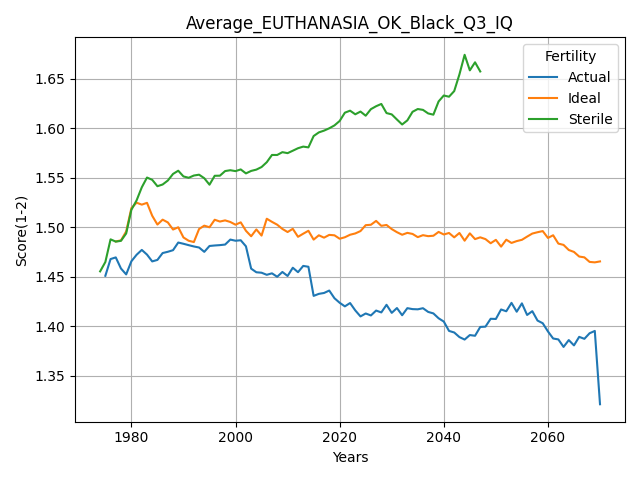 Average_EUTHANASIA_OK_Black_Q3_IQ
Fertility
Actual
Ideal
Sterile
Score(1-2)
1.65
1.60
1.55
1.50
1.45
1.40
1.35
1980
2000
2020
2040
2060
Years